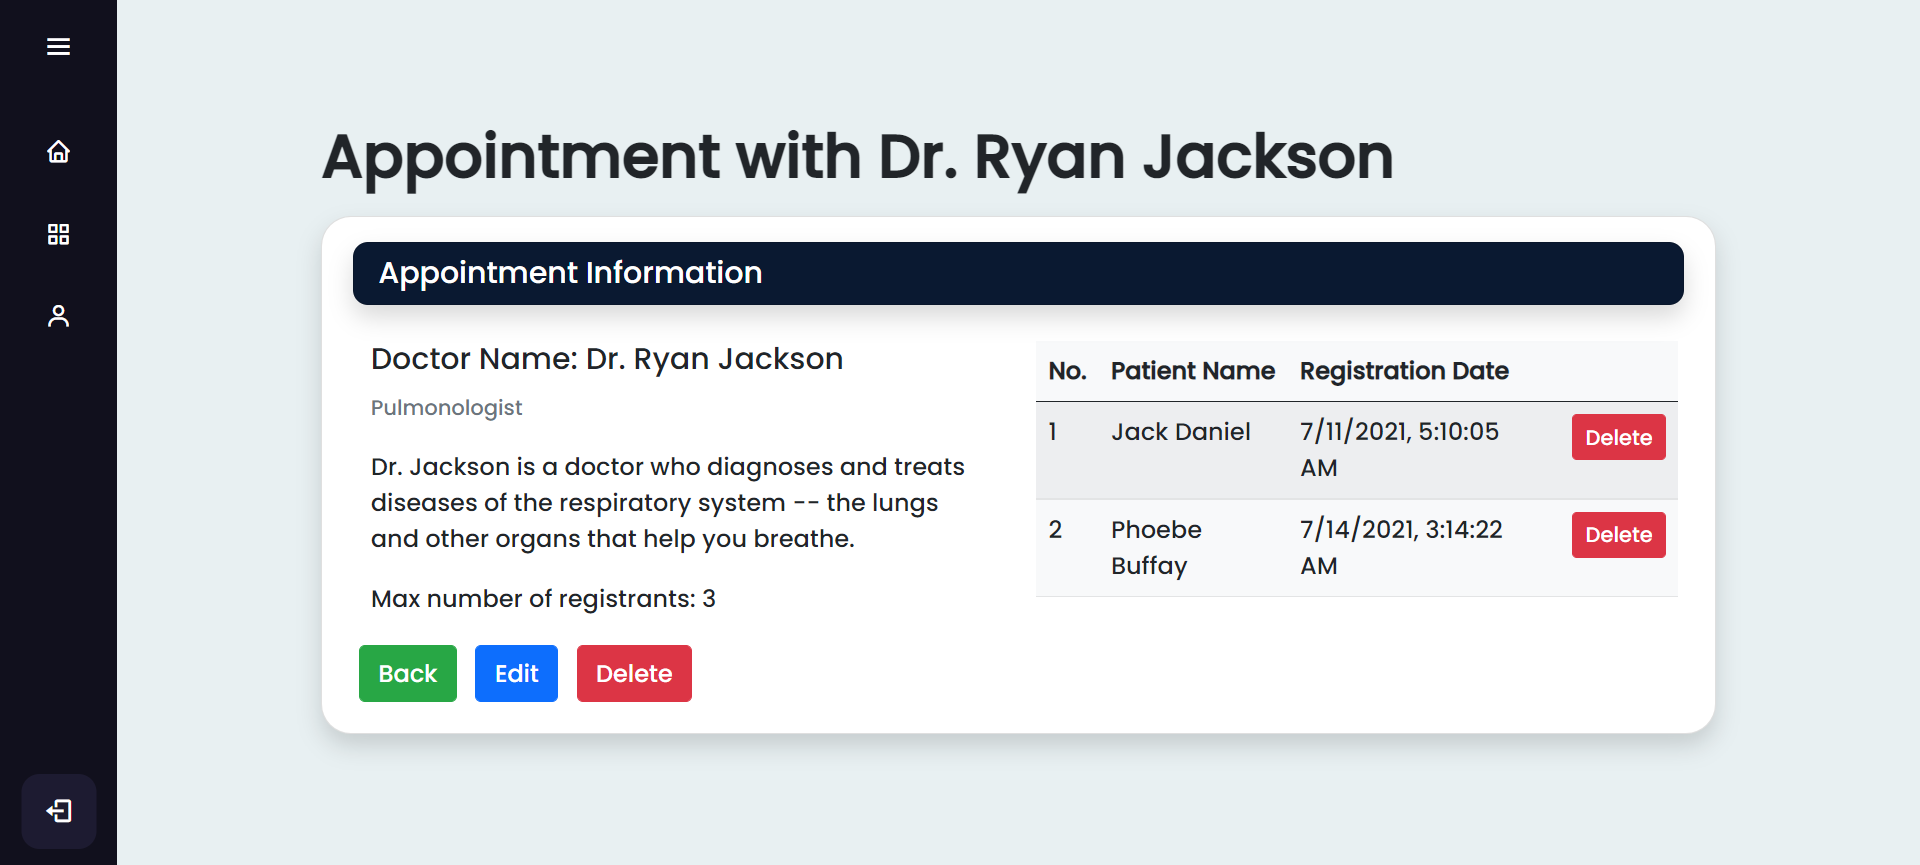 Appointment with Dr. Ryan Jackson
Appointment Information
Doctor Name: Dr. Ryan Jackson
Pulmonologist
Dr. Jackson is a doctor who diagnoses and treats
diseases of the respiratory system -- the lungs
and other organs that help you breathe.
Max number of registrants: 3
Back Edit Delete
No. Patient Name Registration Date
1 Jack Daniel 7/11/2021, 5:10:05 Delete
AM
2 Phoebe 7/14/2021, 3:14:22 Delete
Buffay AM